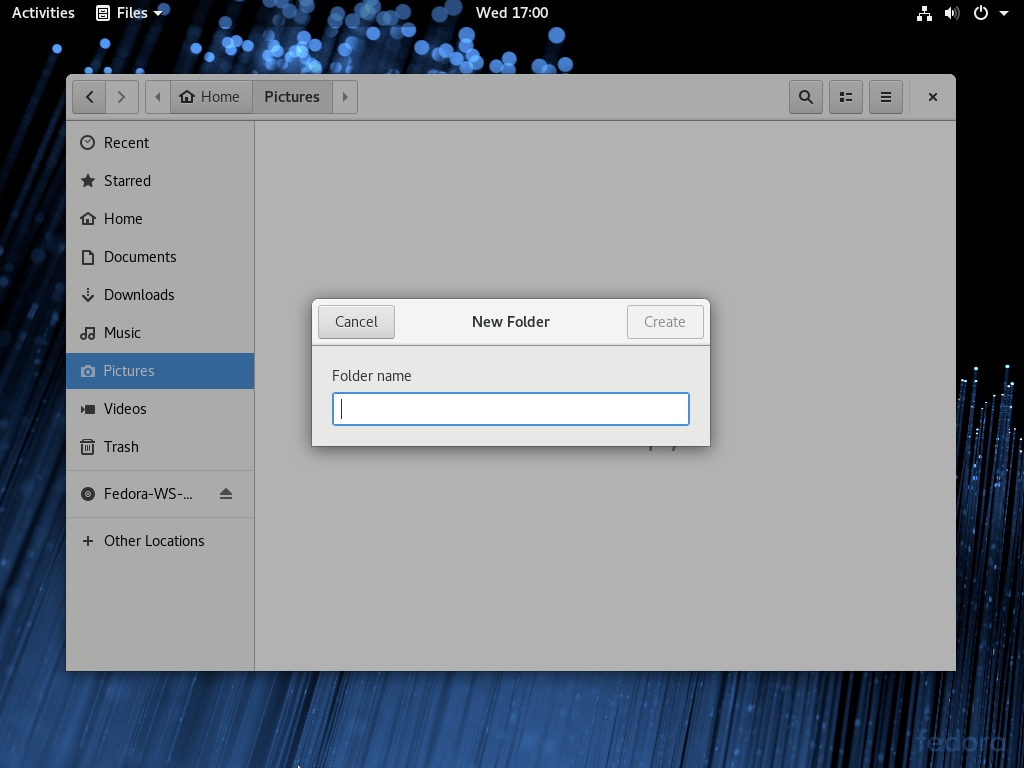 Activities Files Wed 17:00
Home Pictures
Recent
Starred
Home
Documents
Downloads
Music
Pictures
Videos
Trash
Fedora-WS-...
Other Locations
Cancel New Folder Create
Folder name
fedora